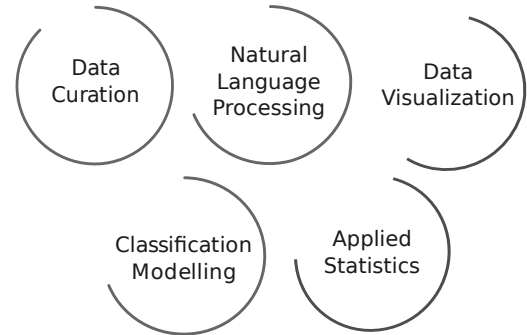 Data
Curation
Natural
Language
Processing
Data
Visualization
Classification
Modelling
Applied
Statistics